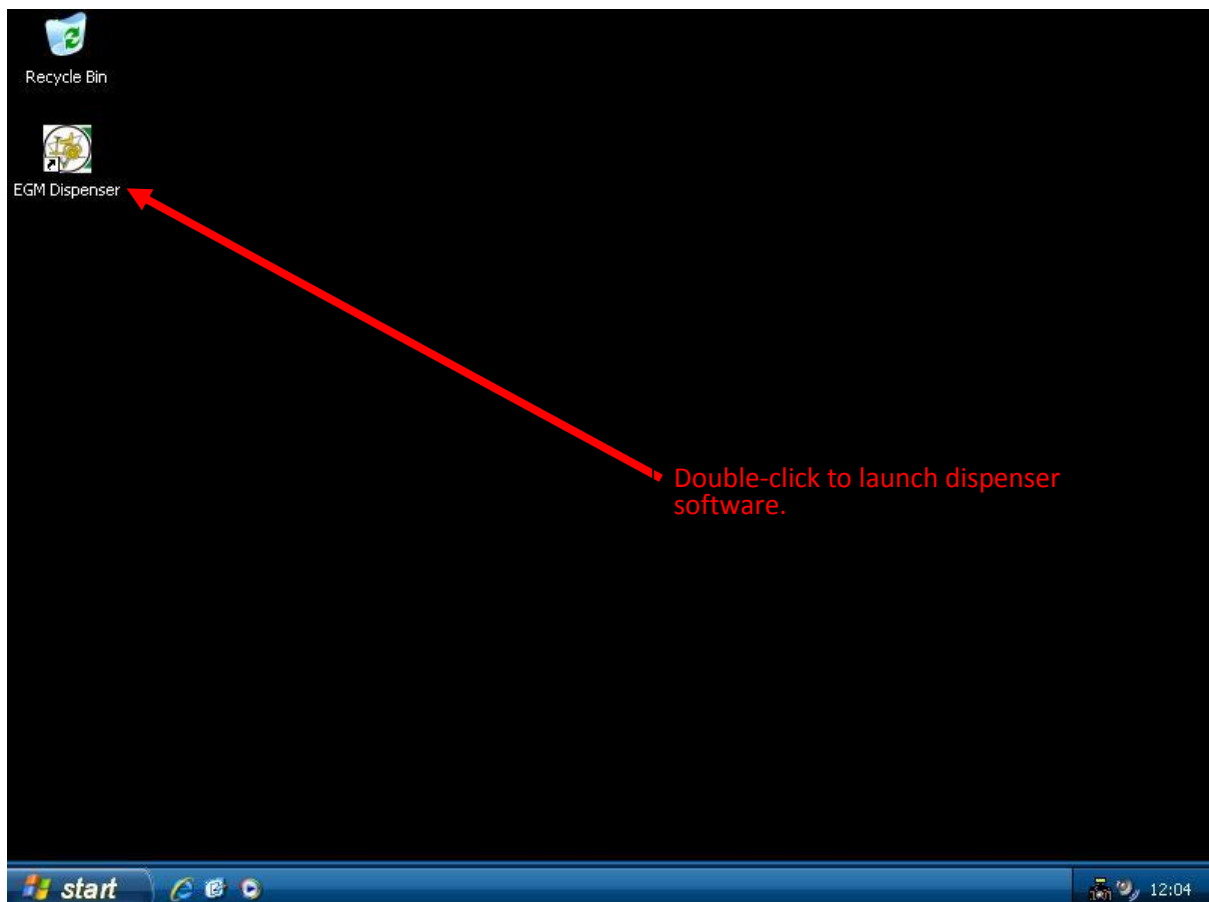 Recycle Bin
EGM Dispenser
Double-click to launch dispenser
software.
start
12:04